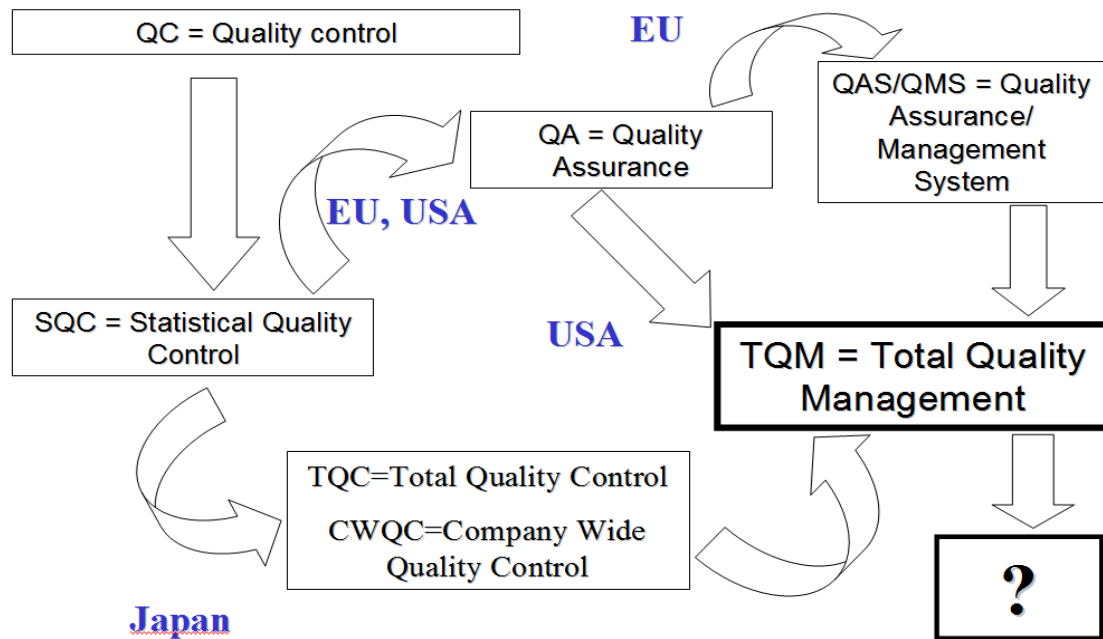 QC = Quality control
EU
QAS/QMS = Quality
Assurance/
Management
System
QA = Quality
Assurance
EU, USA
SQC = Statistical Quality
Control
USA
TQM = Total Quality
Management
TQC=Total Quality Control
CWQC=Company Wide
Quality Control
?
Japan